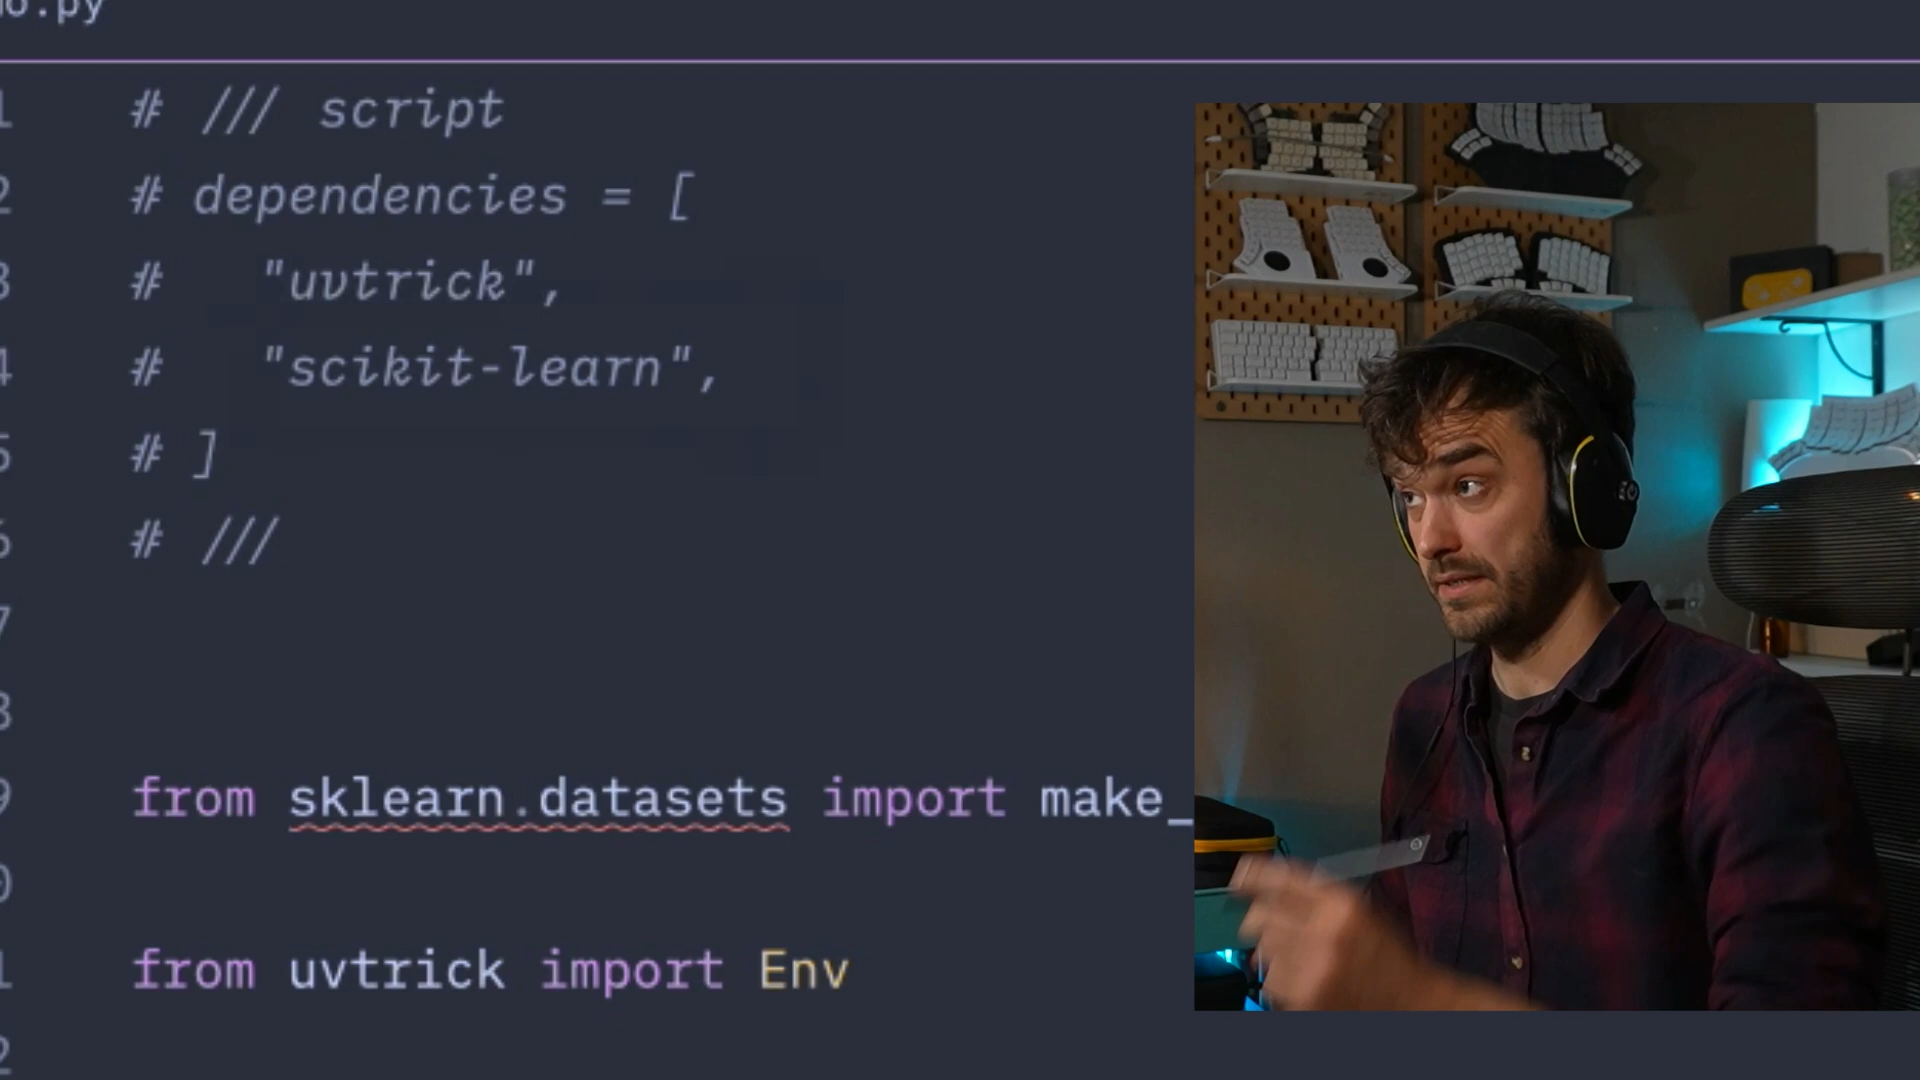 .py
1 # /// script
2 # dependencies = [
3 #   "uvtrick",
4 #   "scikit-learn",
5 # ]
6 # ///
7
8
9 from sklearn.datasets import make_
0
1 from uvtrick import Env
2